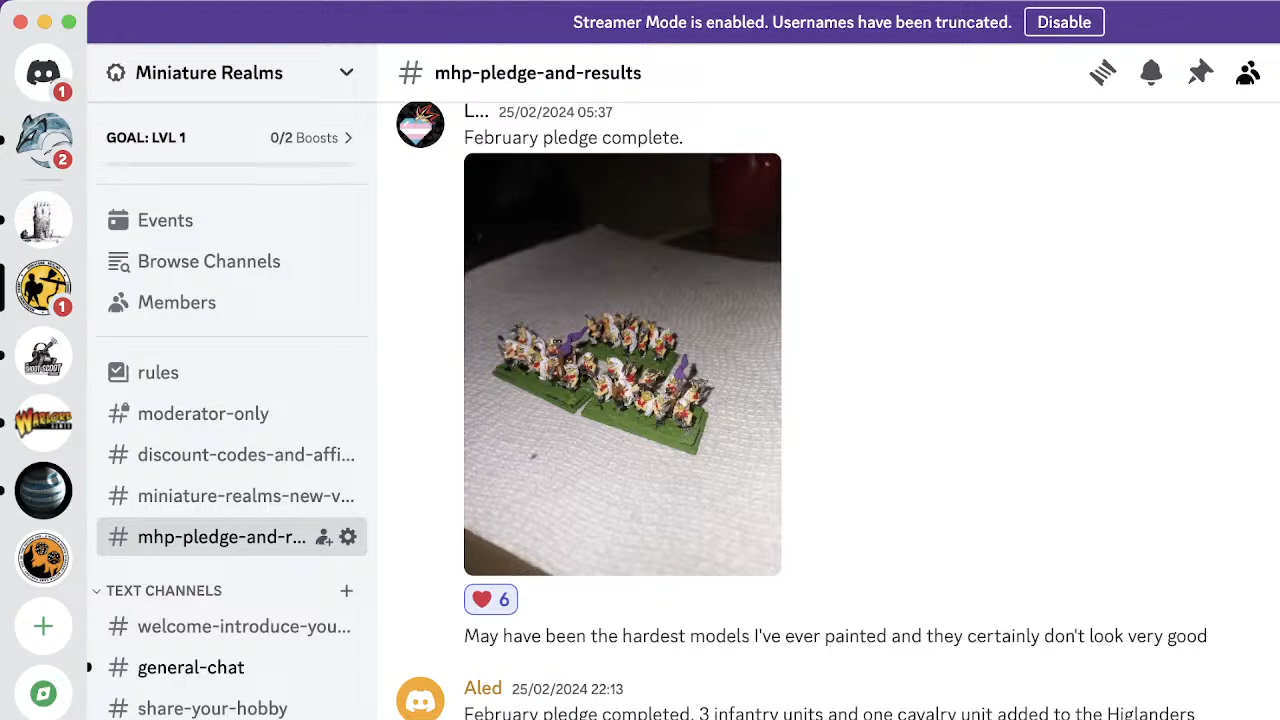 Streamer Mode is enabled. Usernames have been truncated.
Disable
1
2
1
WARLORD
Miniature Realms
GOAL: LVL 1
0/2 Boosts
Events
Browse Channels
Members
rules
moderator-only
discount-codes-and-affi...
miniature-realms-new-v...
mhp-pledge-and-r...
TEXT CHANNELS
welcome-introduce-you...
general-chat
share-your-hobby
mhp-pledge-and-results
L... 25/02/2024 05:37
February pledge complete.
6
May have been the hardest models I've ever painted and they certainly don't look very good
Aled 25/02/2024 22:13
February pledge completed. 3 infantry units and one cavalry unit added to the Higlanders